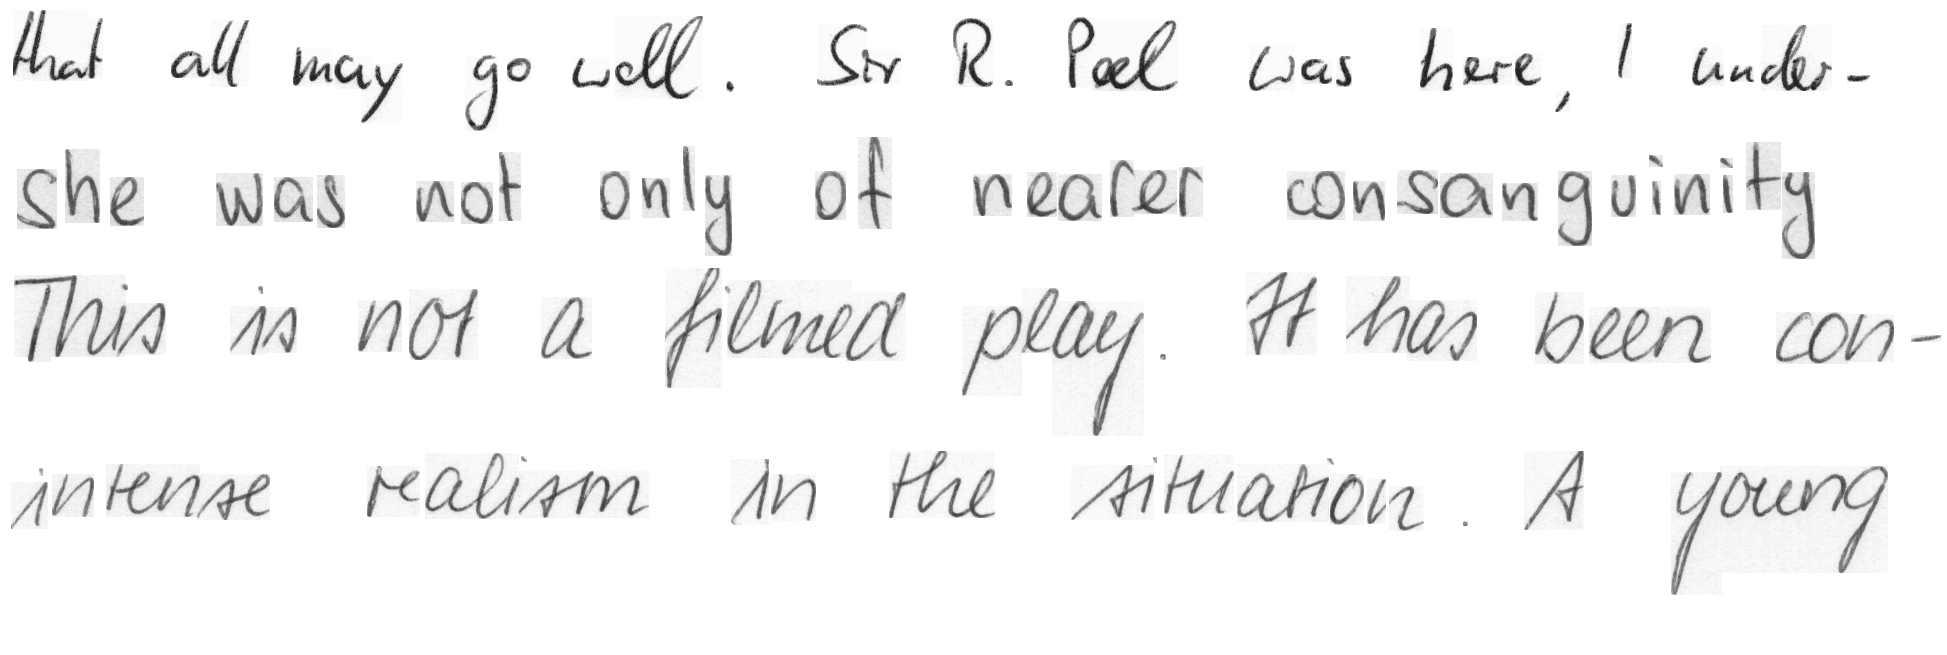 that all may go well. Sir R. Peel was here, I under-
she was not only of nearer consanguinity
This is not a filmed play. It has been con-
intense realism in the situation. A young